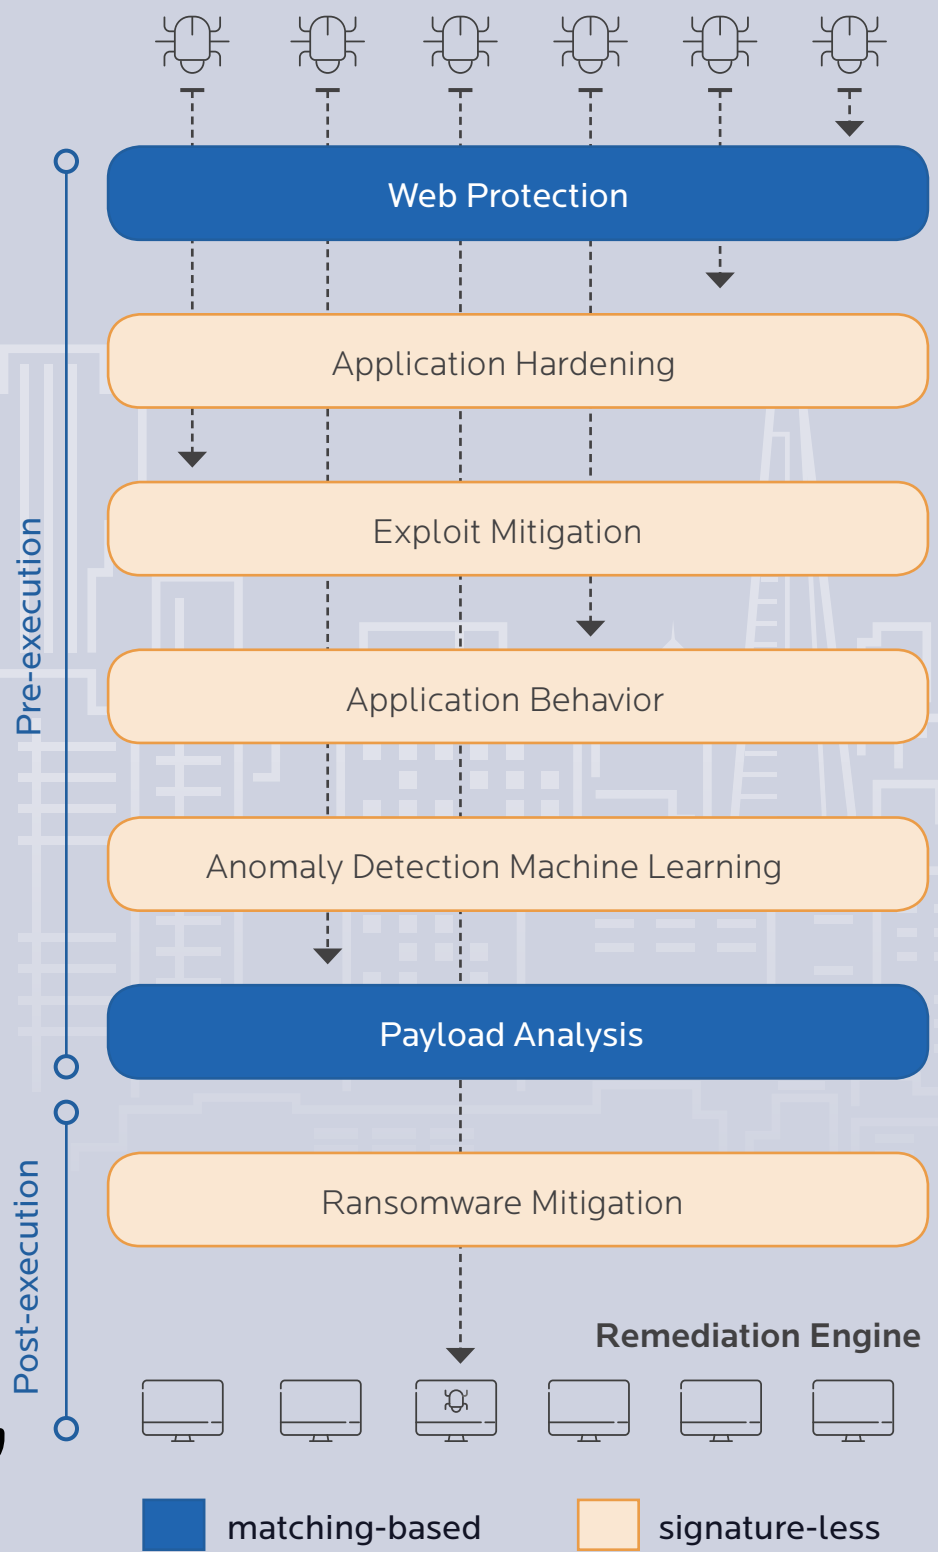 Web Protection
Application Hardening
Exploit Mitigation
Pre-execution
Application Behavior
Anomaly Detection Machine Learning
Payload Analysis
Ransomware Mitigation
Post-execution
Remediation Engine
matching-based
signature-less